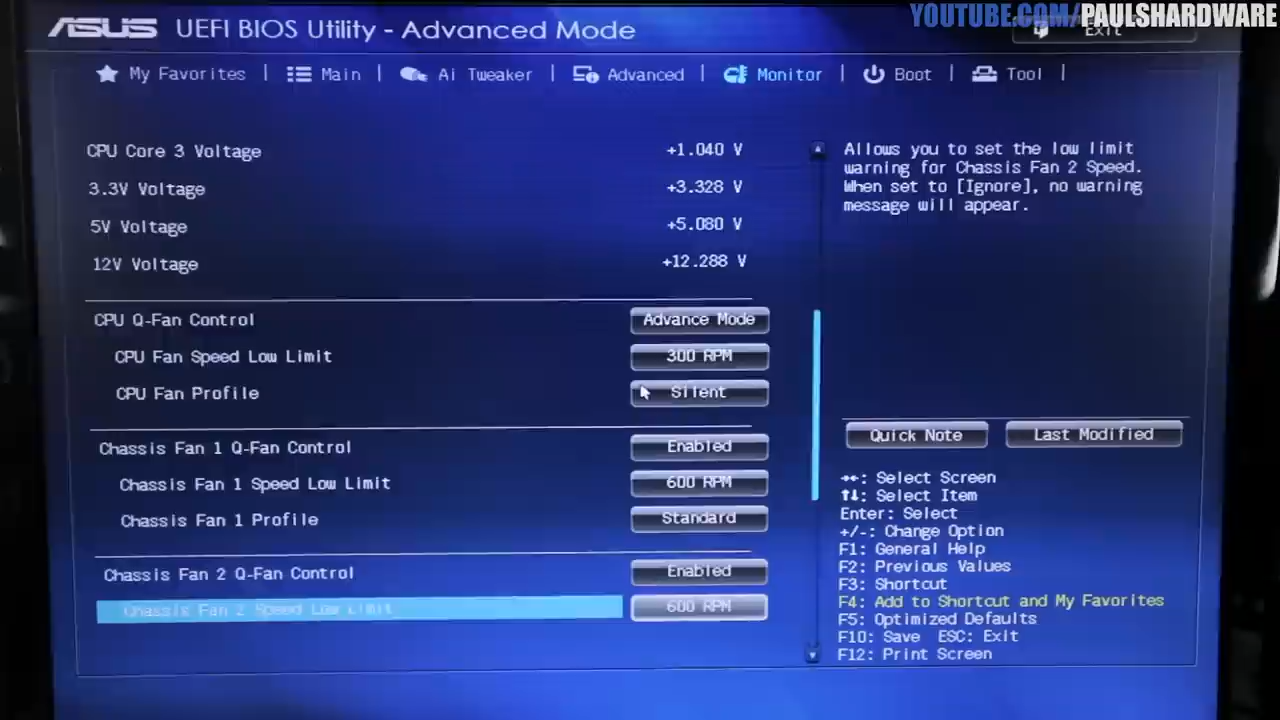 YOUTUBE.COM/PAULSHARDWARE
ASUS UEFI BIOS Utility - Advanced Mode
Exit
My Favorites
Main
Ai Tweaker
Advanced
Monitor
Boot
Tool
CPU Core 3 Voltage +1.040 V
3.3V Voltage +3.328 V
5V Voltage +5.080 V
12V Voltage +12.288 V
CPU Q-Fan Control Advance Mode
CPU Fan Speed Low Limit 300 RPM
CPU Fan Profile Silent
Chassis Fan 1 Q-Fan Control Enabled
Chassis Fan 1 Speed Low Limit 600 RPM
Chassis Fan 1 Profile Standard
Chassis Fan 2 Q-Fan Control Enabled
Chassis Fan 2 Speed Low Limit 600 RPM
Allows you to set the low limit
warning for Chassis Fan 2 Speed.
When set to [Ignore], no warning
message will appear.
Quick Note
Last Modified
→←: Select Screen
↑↓: Select Item
Enter: Select
+/-: Change Option
F1: General Help
F2: Previous Values
F3: Shortcut
F4: Add to Shortcut and My Favorites
F5: Optimized Defaults
F10: Save ESC: Exit
F12: Print Screen